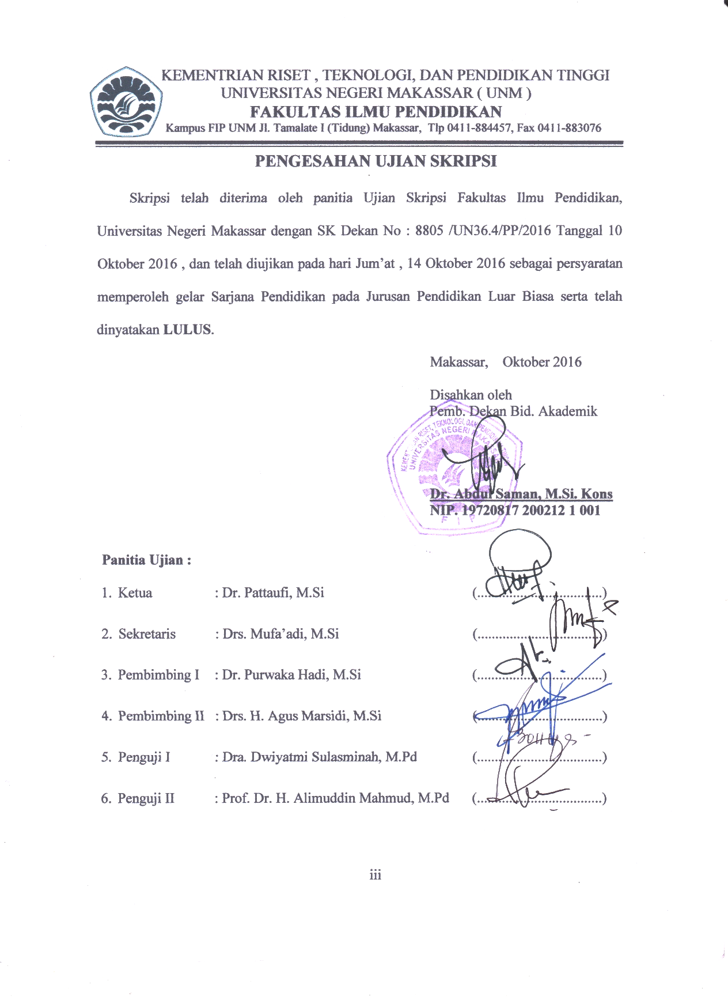 KEMENTRIAN RISET , TEKNOLOGI, DAN PENDIDIKAN TINGGI
UNIVERSITAS NEGERI MAKASSAR ( UNM )
FAKULTAS ILMU PENDIDIKAN
Kampus FIP UNM Jl. Tamalate I (Tidung) Makassar, Tlp 0411-884457, Fax 0411-883076
PENGESAHAN UJIAN SKRIPSI
Skripsi telah diterima oleh panitia Ujian Skripsi Fakultas Ilmu Pendidikan,
Universitas Negeri Makassar dengan SK Dekan No : 8805 /UN36.4/PP/2016 Tanggal 10
Oktober 2016 , dan telah diujikan pada hari Jum’at , 14 Oktober 2016 sebagai persyaratan
memperoleh gelar Sarjana Pendidikan pada Jurusan Pendidikan Luar Biasa serta telah
dinyatakan LULUS.
Makassar, Oktober 2016
Disahkan oleh
Pemb. Dekan Bid. Akademik
RISET, TEKNOLOGI, DAN
UNIVERSITAS NEGERI MAKASSAR
Dr. Abdul Saman, M.Si. Kons
NIP. 19720817 200212 1 001
F I P
Panitia Ujian :
1. Ketua : Dr. Pattaufi, M.Si (...................................)
2. Sekretaris : Drs. Mufa’adi, M.Si (...................................)
3. Pembimbing I : Dr. Purwaka Hadi, M.Si (...................................)
4. Pembimbing II : Drs. H. Agus Marsidi, M.Si (...................................)
5. Penguji I : Dra. Dwiyatmi Sulasminah, M.Pd (...................................)
6. Penguji II : Prof. Dr. H. Alimuddin Mahmud, M.Pd (...................................)
iii